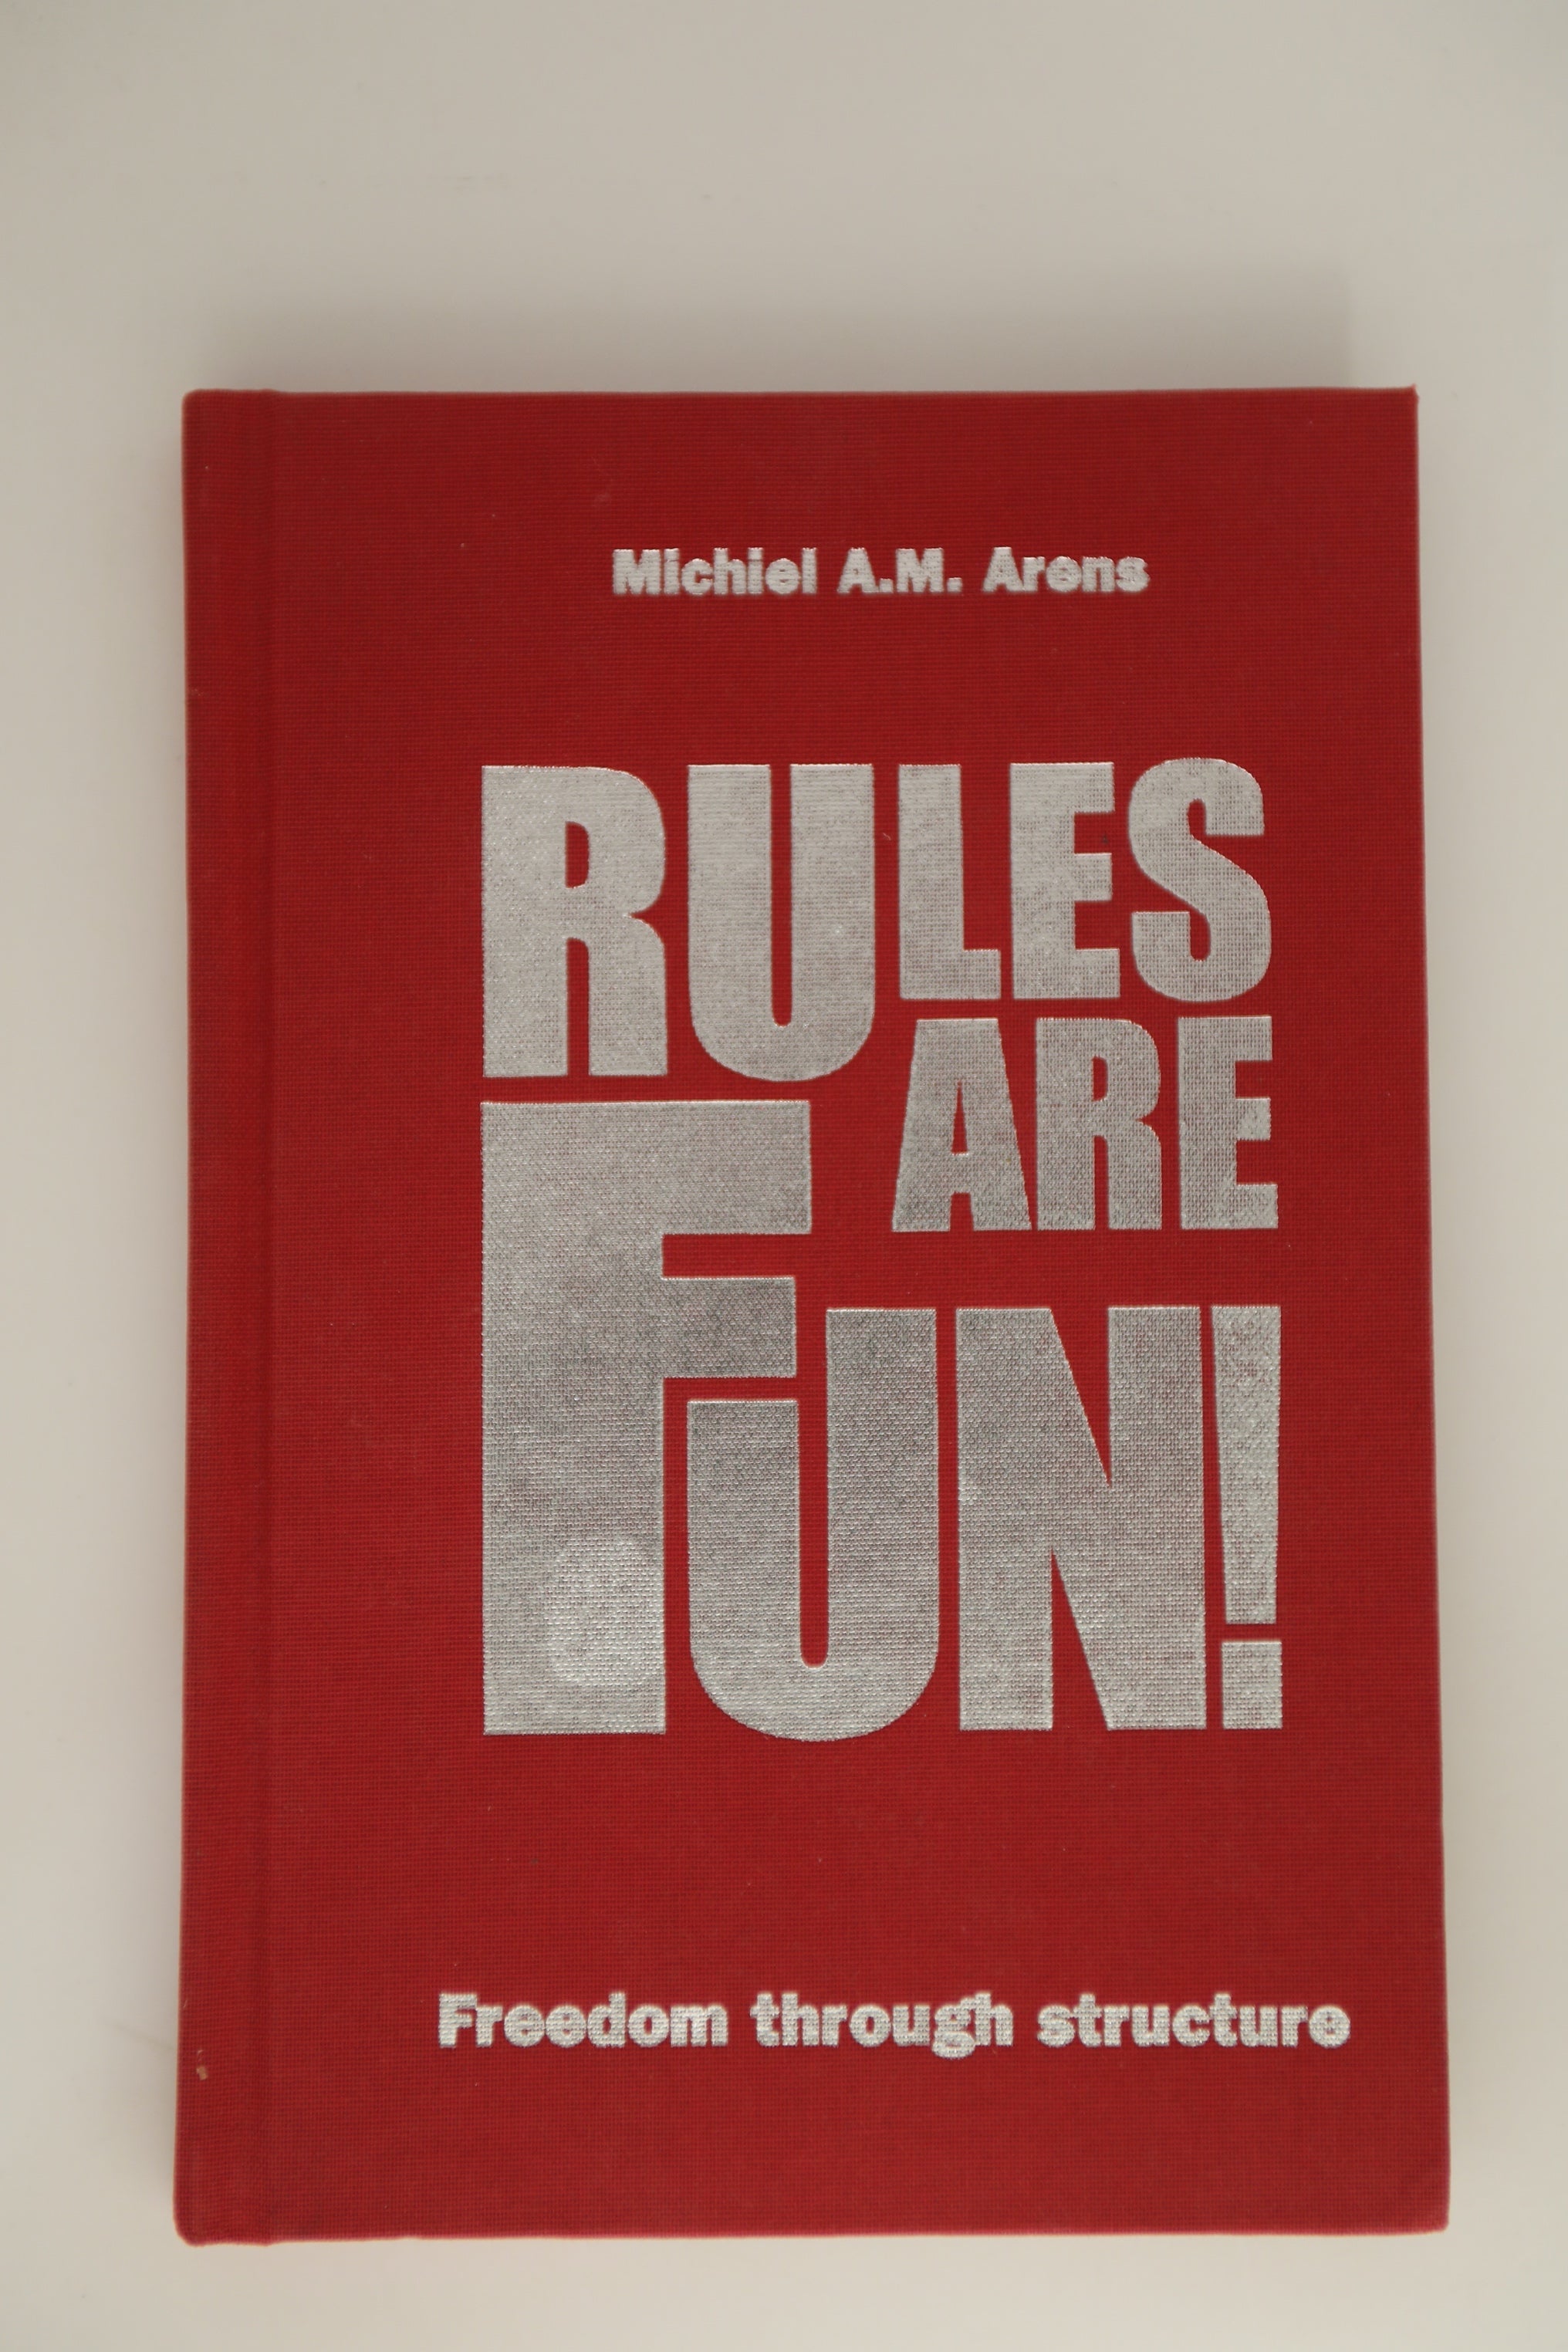 Michiel A.M. Arens
RULES
ARE
FUN!
Freedom through structure